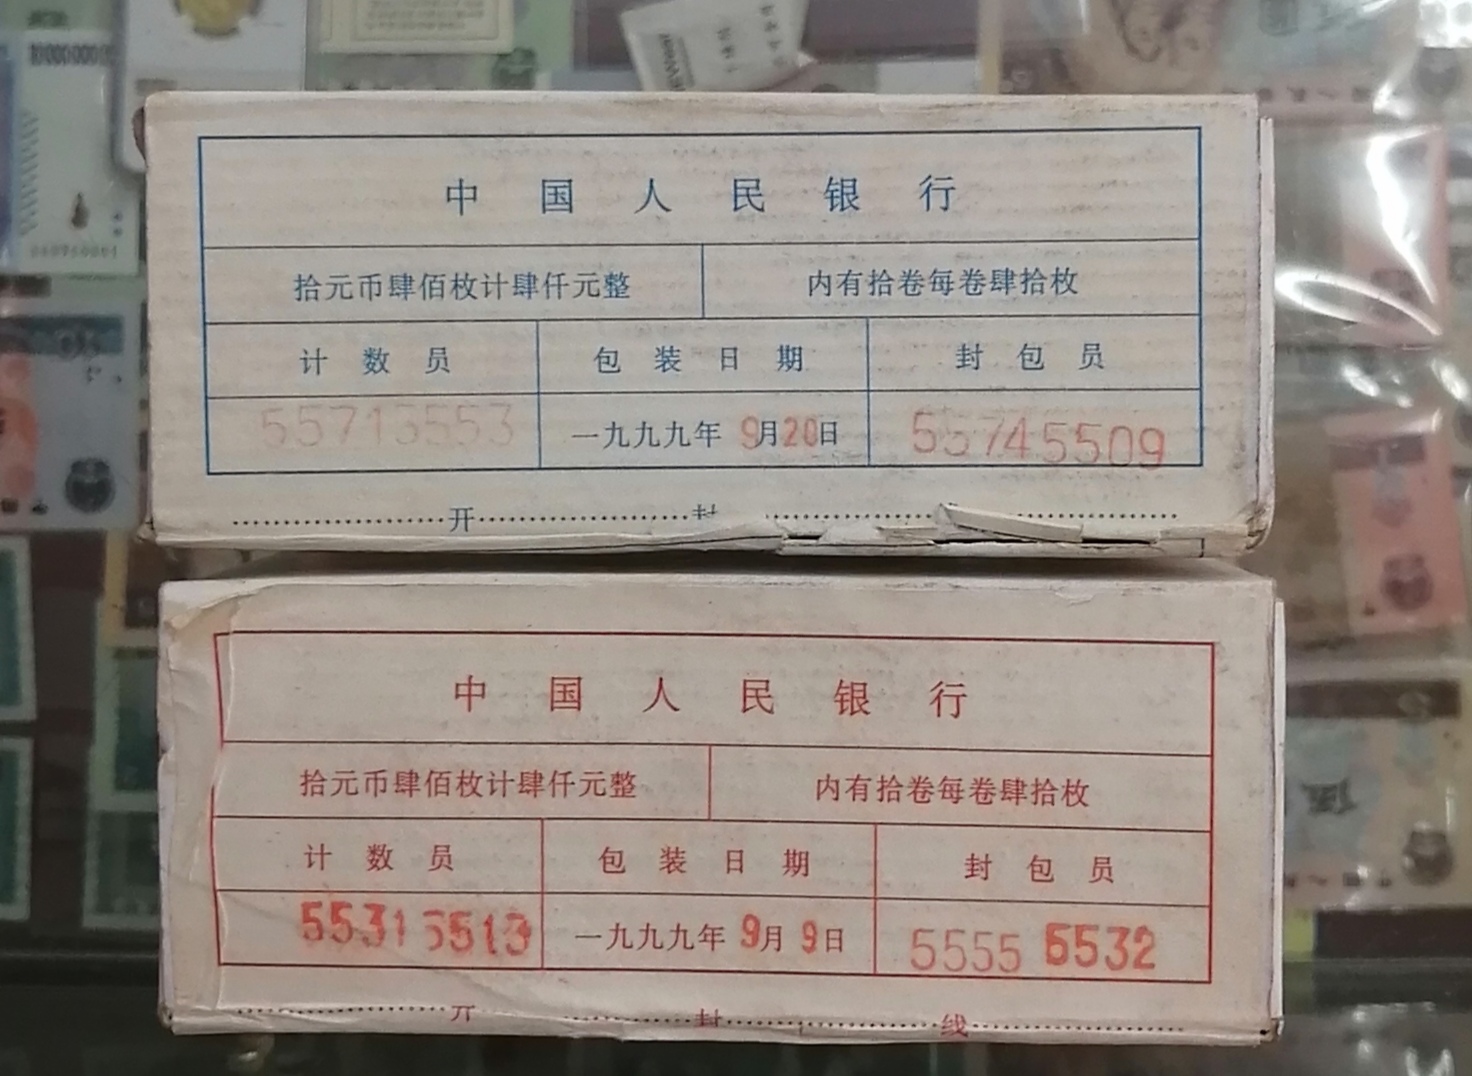 中国人民银行
拾元币肆佰枚计肆仟元整 内有拾卷每卷肆拾枚
计数员 包装日期 封包员
55713553 一九九九年 9月20日 55745509
开 封
中国人民银行
拾元币肆佰枚计肆仟元整 内有拾卷每卷肆拾枚
计数员 包装日期 封包员
55315513 一九九九年 9月9日 5555 5532
开 封 线